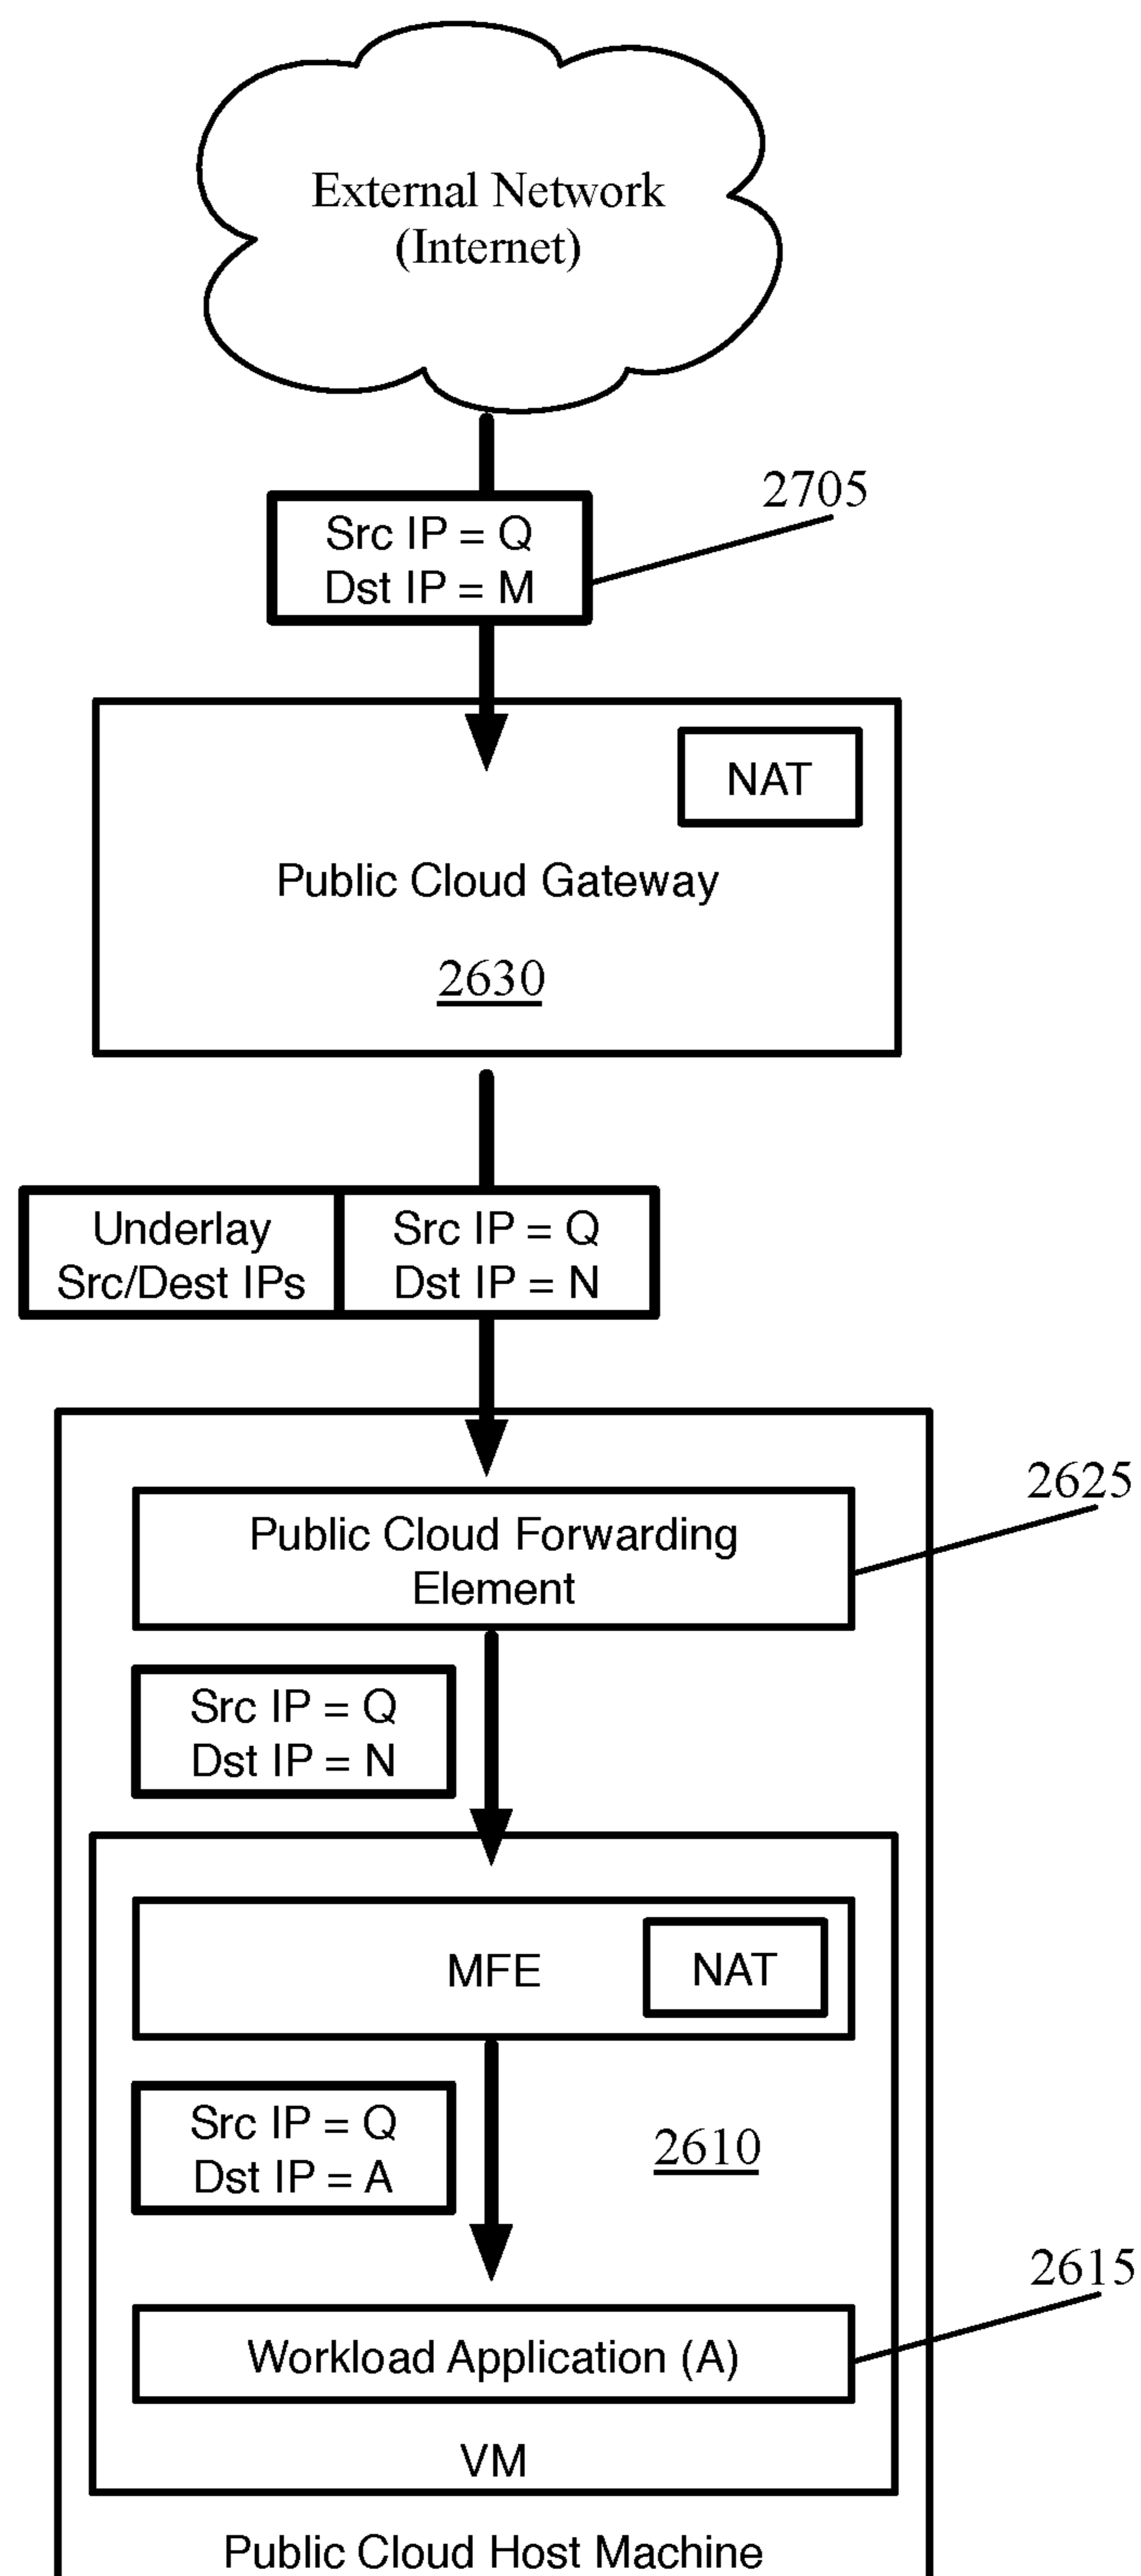 External Network
(Internet)
2705
Src IP = Q
Dst IP = M
NAT
Public Cloud Gateway
2630
Underlay
Src/Dest IPs
Src IP = Q
Dst IP = N
2625
Public Cloud Forwarding
Element
Src IP = Q
Dst IP = N
MFE
NAT
Src IP = Q
Dst IP = A
2610
2615
Workload Application (A)
VM
Public Cloud Host Machine